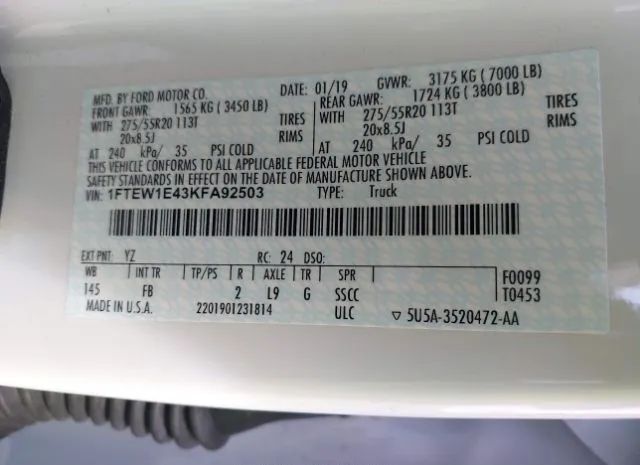 MFD. BY FORD MOTOR CO. DATE: 01/19 GVWR: 3175 KG ( 7000 LB)
FRONT GAWR: 1565 KG ( 3450 LB) REAR GAWR: 1724 KG ( 3800 LB)
WITH 275/55R20 113T TIRES WITH 275/55R20 113T TIRES
20x8.5J RIMS 20x8.5J RIMS
AT 240 kPa/ 35 PSI COLD AT 240 kPa/ 35 PSI COLD
THIS VEHICLE CONFORMS TO ALL APPLICABLE FEDERAL MOTOR VEHICLE
SAFETY STANDARDS IN EFFECT ON THE DATE OF MANUFACTURE SHOWN ABOVE.
VIN: 1FTEW1E43KFA92503 TYPE: Truck
EXT PNT: YZ RC: 24 DSO:
WB INT TR TP/PS R AXLE TR SPR F0099
145 FB 2 L9 G SSCC T0453
MADE IN U.S.A. 2201901231814 ULC ▽ 5U5A-3520472-AA